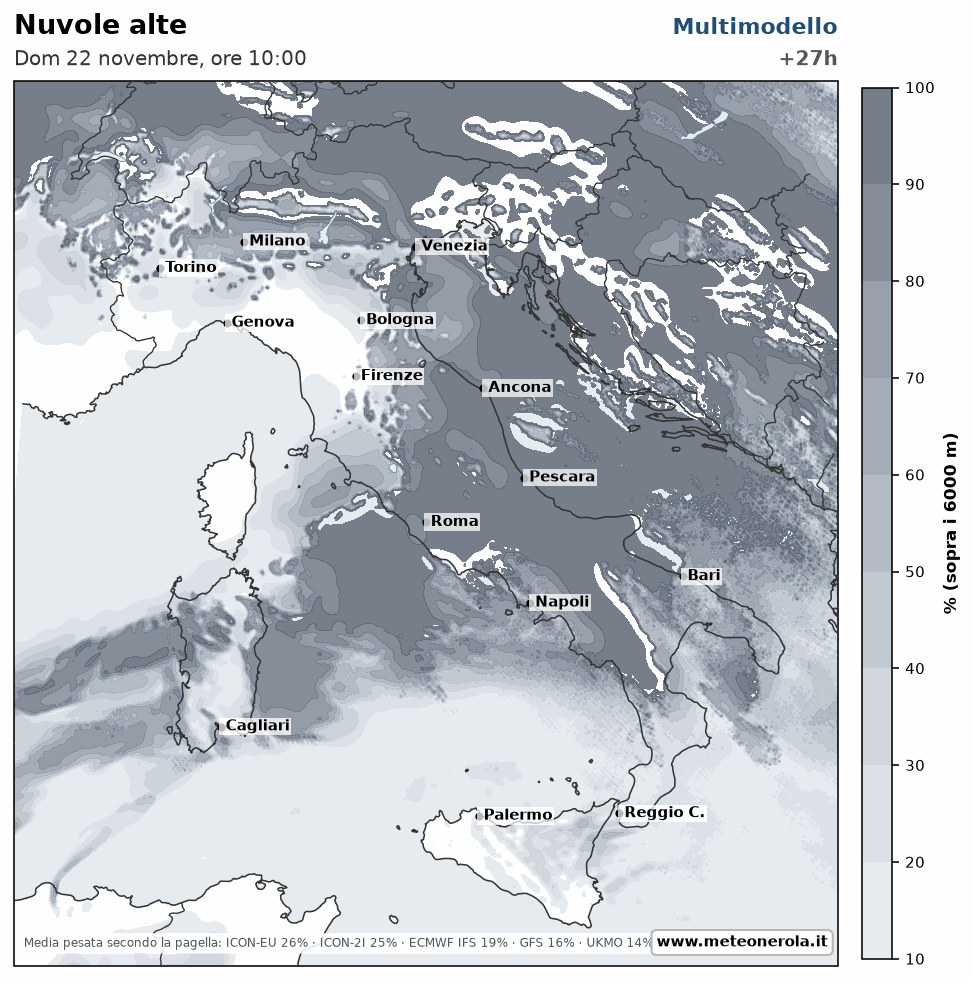 Nuvole alte
Multimodello
Dom 22 novembre, ore 10:00
+27h
100
90
80
70
60
50
40
30
20
10
% (sopra i 6000 m)
Milano
Venezia
Torino
Genova
Bologna
Firenze
Ancona
Pescara
Roma
Bari
Napoli
Cagliari
Palermo
Reggio C.
Media pesata secondo la pagella: ICON-EU 26% · ICON-2I 25% · ECMWF IFS 19% · GFS 16% · UKMO 14%
www.meteonerola.it